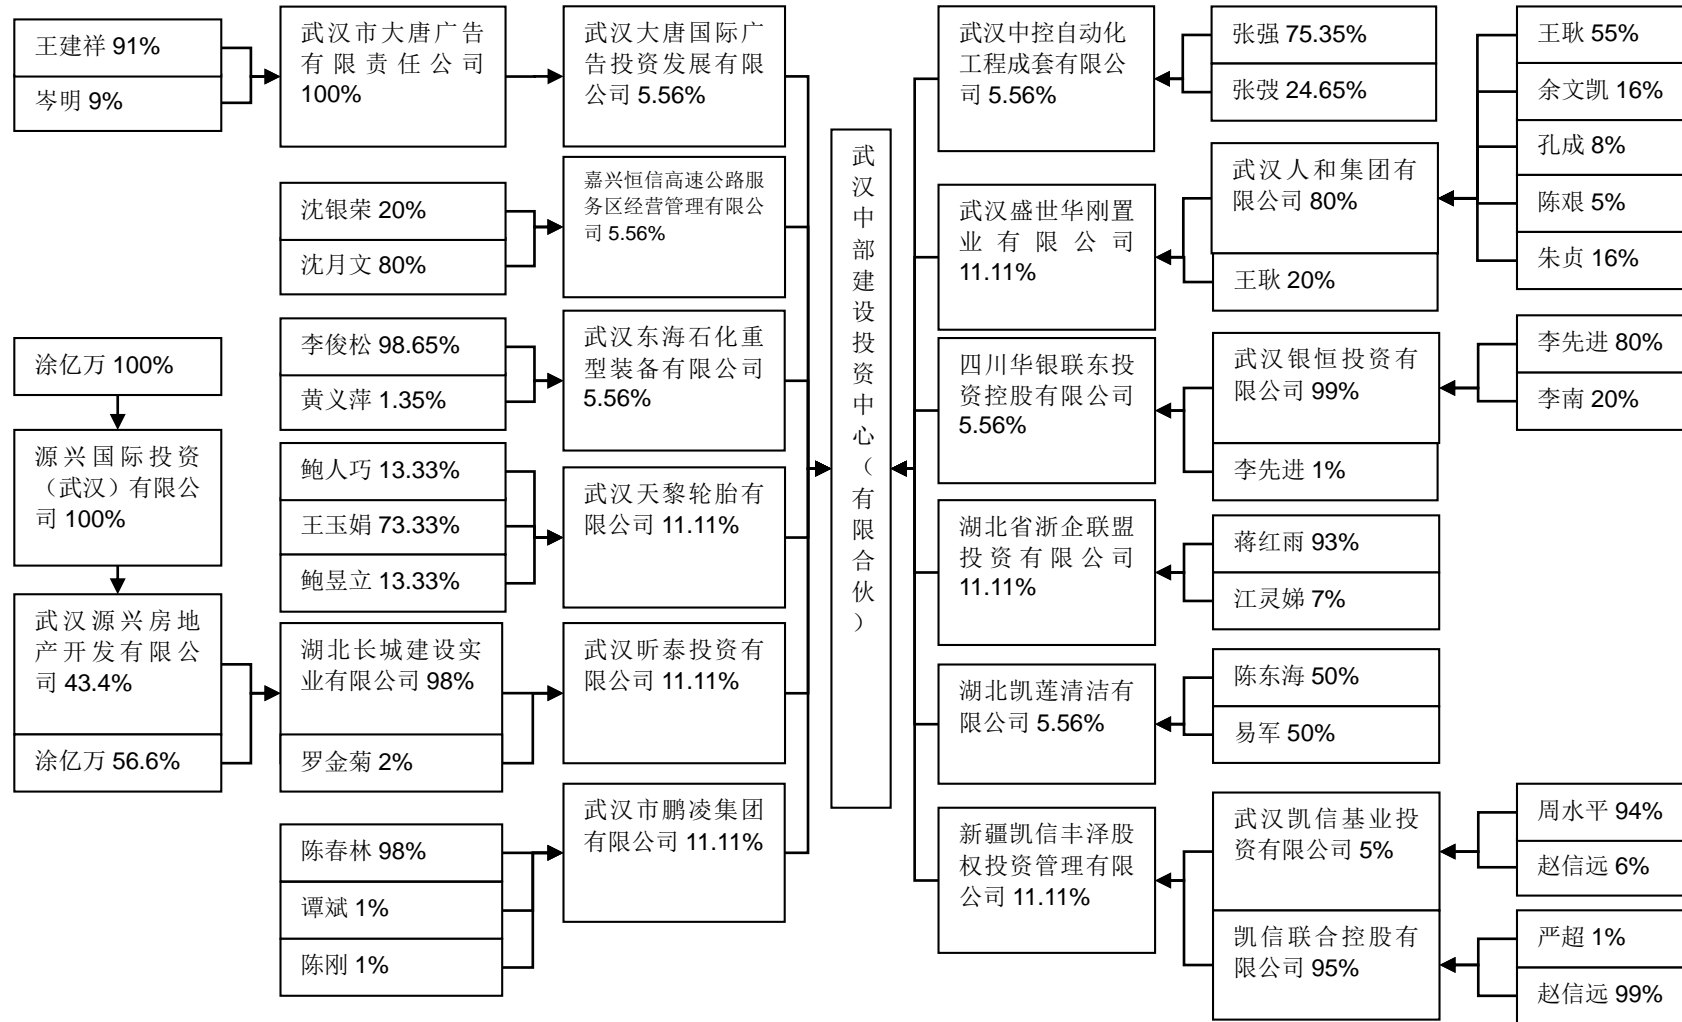 王建祥 91%
岑明 9%
武汉市大唐广告
有限责任公司
100%
武汉大唐国际广
告投资发展有限
公司 5.56%
沈银荣 20%
沈月文 80%
嘉兴恒信高速公路服
务区经营管理有限公
司 5.56%
李俊松 98.65%
黄义萍 1.35%
武汉东海石化重
型装备有限公司
5.56%
鲍人巧 13.33%
王玉娟 73.33%
鲍昱立 13.33%
武汉天黎轮胎有
限公司 11.11%
涂亿万 100%
源兴国际投资
（武汉）有限公
司 100%
武汉源兴房地
产开发有限公
司 43.4%
涂亿万 56.6%
湖北长城建设实
业有限公司 98%
罗金菊 2%
武汉昕泰投资有
限公司 11.11%
陈春林 98%
谭斌 1%
陈刚 1%
武汉市鹏凌集团
有限公司 11.11%
武汉中部建设投资中心（有限合伙）
武汉中控自动化
工程成套有限公
司 5.56%
张强 75.35%
张弢 24.65%
武汉盛世华刚置
业有限公司
11.11%
武汉人和集团有
限公司 80%
王耿 20%
王耿 55%
余文凯 16%
孔成 8%
陈艰 5%
朱贞 16%
四川华银联东投
资控股有限公司
5.56%
武汉银恒投资有
限公司 99%
李先进 1%
李先进 80%
李南 20%
湖北省浙企联盟
投资有限公司
11.11%
蒋红雨 93%
江灵娣 7%
湖北凯莲清洁有
限公司 5.56%
陈东海 50%
易军 50%
新疆凯信丰泽股
权投资管理有限
公司 11.11%
武汉凯信基业投
资有限公司 5%
凯信联合控股有
限公司 95%
周水平 94%
赵信远 6%
严超 1%
赵信远 99%